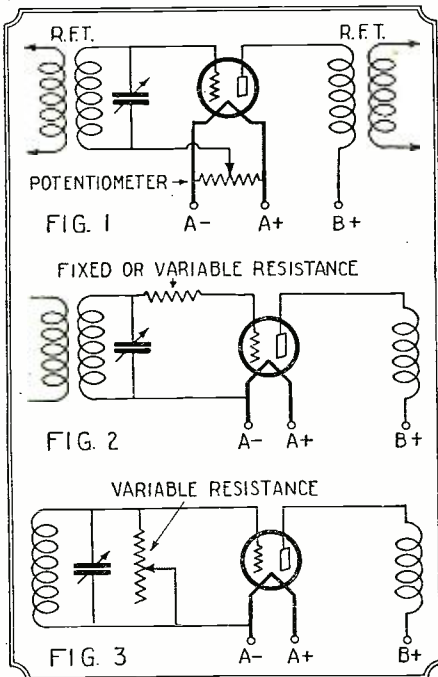 R.F.T. R.F.T.
POTENTIOMETER
A- A+ B+
FIG. 1
FIXED OR VARIABLE RESISTANCE
A- A+ B+
FIG. 2
VARIABLE RESISTANCE
A- A+ B+
FIG. 3